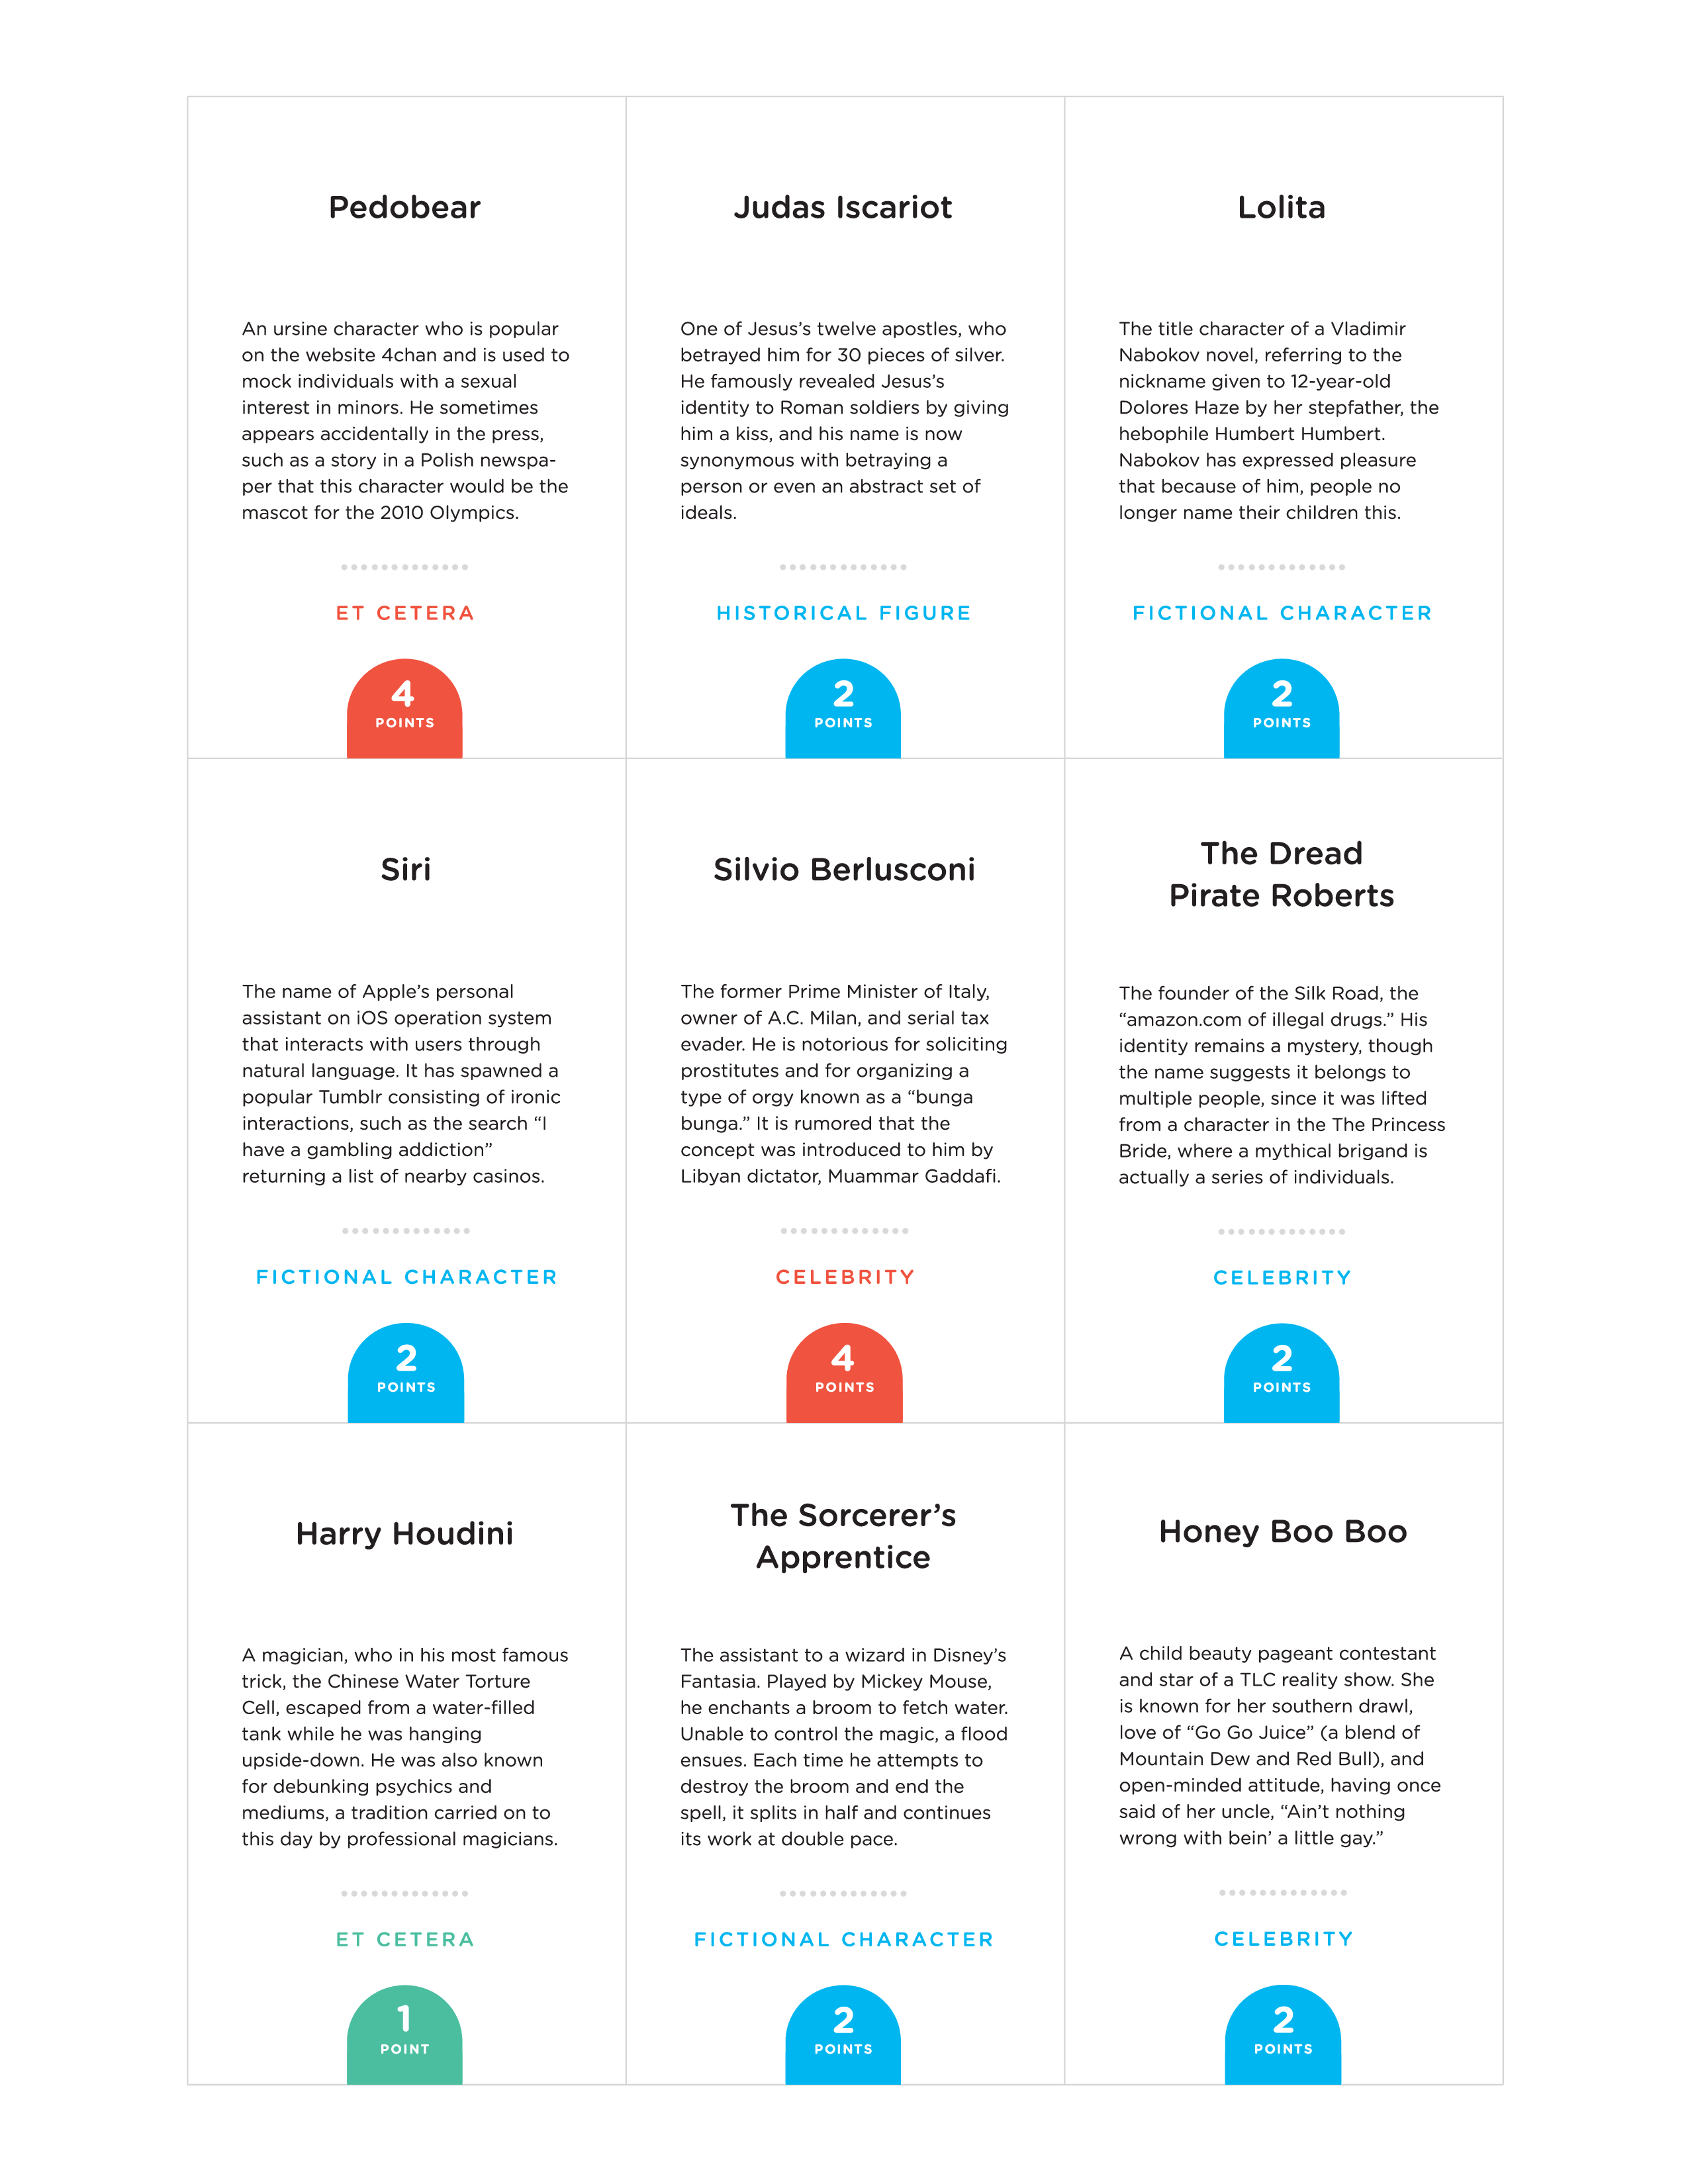 Pedobear
An ursine character who is popular
on the website 4chan and is used to
mock individuals with a sexual
interest in minors. He sometimes
appears accidentally in the press,
such as a story in a Polish newspa-
per that this character would be the
mascot for the 2010 Olympics.
ET CETERA
4
POINTS
Judas Iscariot
One of Jesus’s twelve apostles, who
betrayed him for 30 pieces of silver.
He famously revealed Jesus’s
identity to Roman soldiers by giving
him a kiss, and his name is now
synonymous with betraying a
person or even an abstract set of
ideals.
HISTORICAL FIGURE
2
POINTS
Lolita
The title character of a Vladimir
Nabokov novel, referring to the
nickname given to 12-year-old
Dolores Haze by her stepfather, the
hebophile Humbert Humbert.
Nabokov has expressed pleasure
that because of him, people no
longer name their children this.
FICTIONAL CHARACTER
2
POINTS
Siri
The name of Apple’s personal
assistant on iOS operation system
that interacts with users through
natural language. It has spawned a
popular Tumblr consisting of ironic
interactions, such as the search “I
have a gambling addiction”
returning a list of nearby casinos.
FICTIONAL CHARACTER
2
POINTS
Silvio Berlusconi
The former Prime Minister of Italy,
owner of A.C. Milan, and serial tax
evader. He is notorious for soliciting
prostitutes and for organizing a
type of orgy known as a “bunga
bunga.” It is rumored that the
concept was introduced to him by
Libyan dictator, Muammar Gaddafi.
CELEBRITY
4
POINTS
The Dread
Pirate Roberts
The founder of the Silk Road, the
“amazon.com of illegal drugs.” His
identity remains a mystery, though
the name suggests it belongs to
multiple people, since it was lifted
from a character in the The Princess
Bride, where a mythical brigand is
actually a series of individuals.
CELEBRITY
2
POINTS
Harry Houdini
A magician, who in his most famous
trick, the Chinese Water Torture
Cell, escaped from a water-filled
tank while he was hanging
upside-down. He was also known
for debunking psychics and
mediums, a tradition carried on to
this day by professional magicians.
ET CETERA
1
POINT
The Sorcerer’s
Apprentice
The assistant to a wizard in Disney’s
Fantasia. Played by Mickey Mouse,
he enchants a broom to fetch water.
Unable to control the magic, a flood
ensues. Each time he attempts to
destroy the broom and end the
spell, it splits in half and continues
its work at double pace.
FICTIONAL CHARACTER
2
POINTS
Honey Boo Boo
A child beauty pageant contestant
and star of a TLC reality show. She
is known for her southern drawl,
love of “Go Go Juice” (a blend of
Mountain Dew and Red Bull), and
open-minded attitude, having once
said of her uncle, “Ain’t nothing
wrong with bein’ a little gay.”
CELEBRITY
2
POINTS